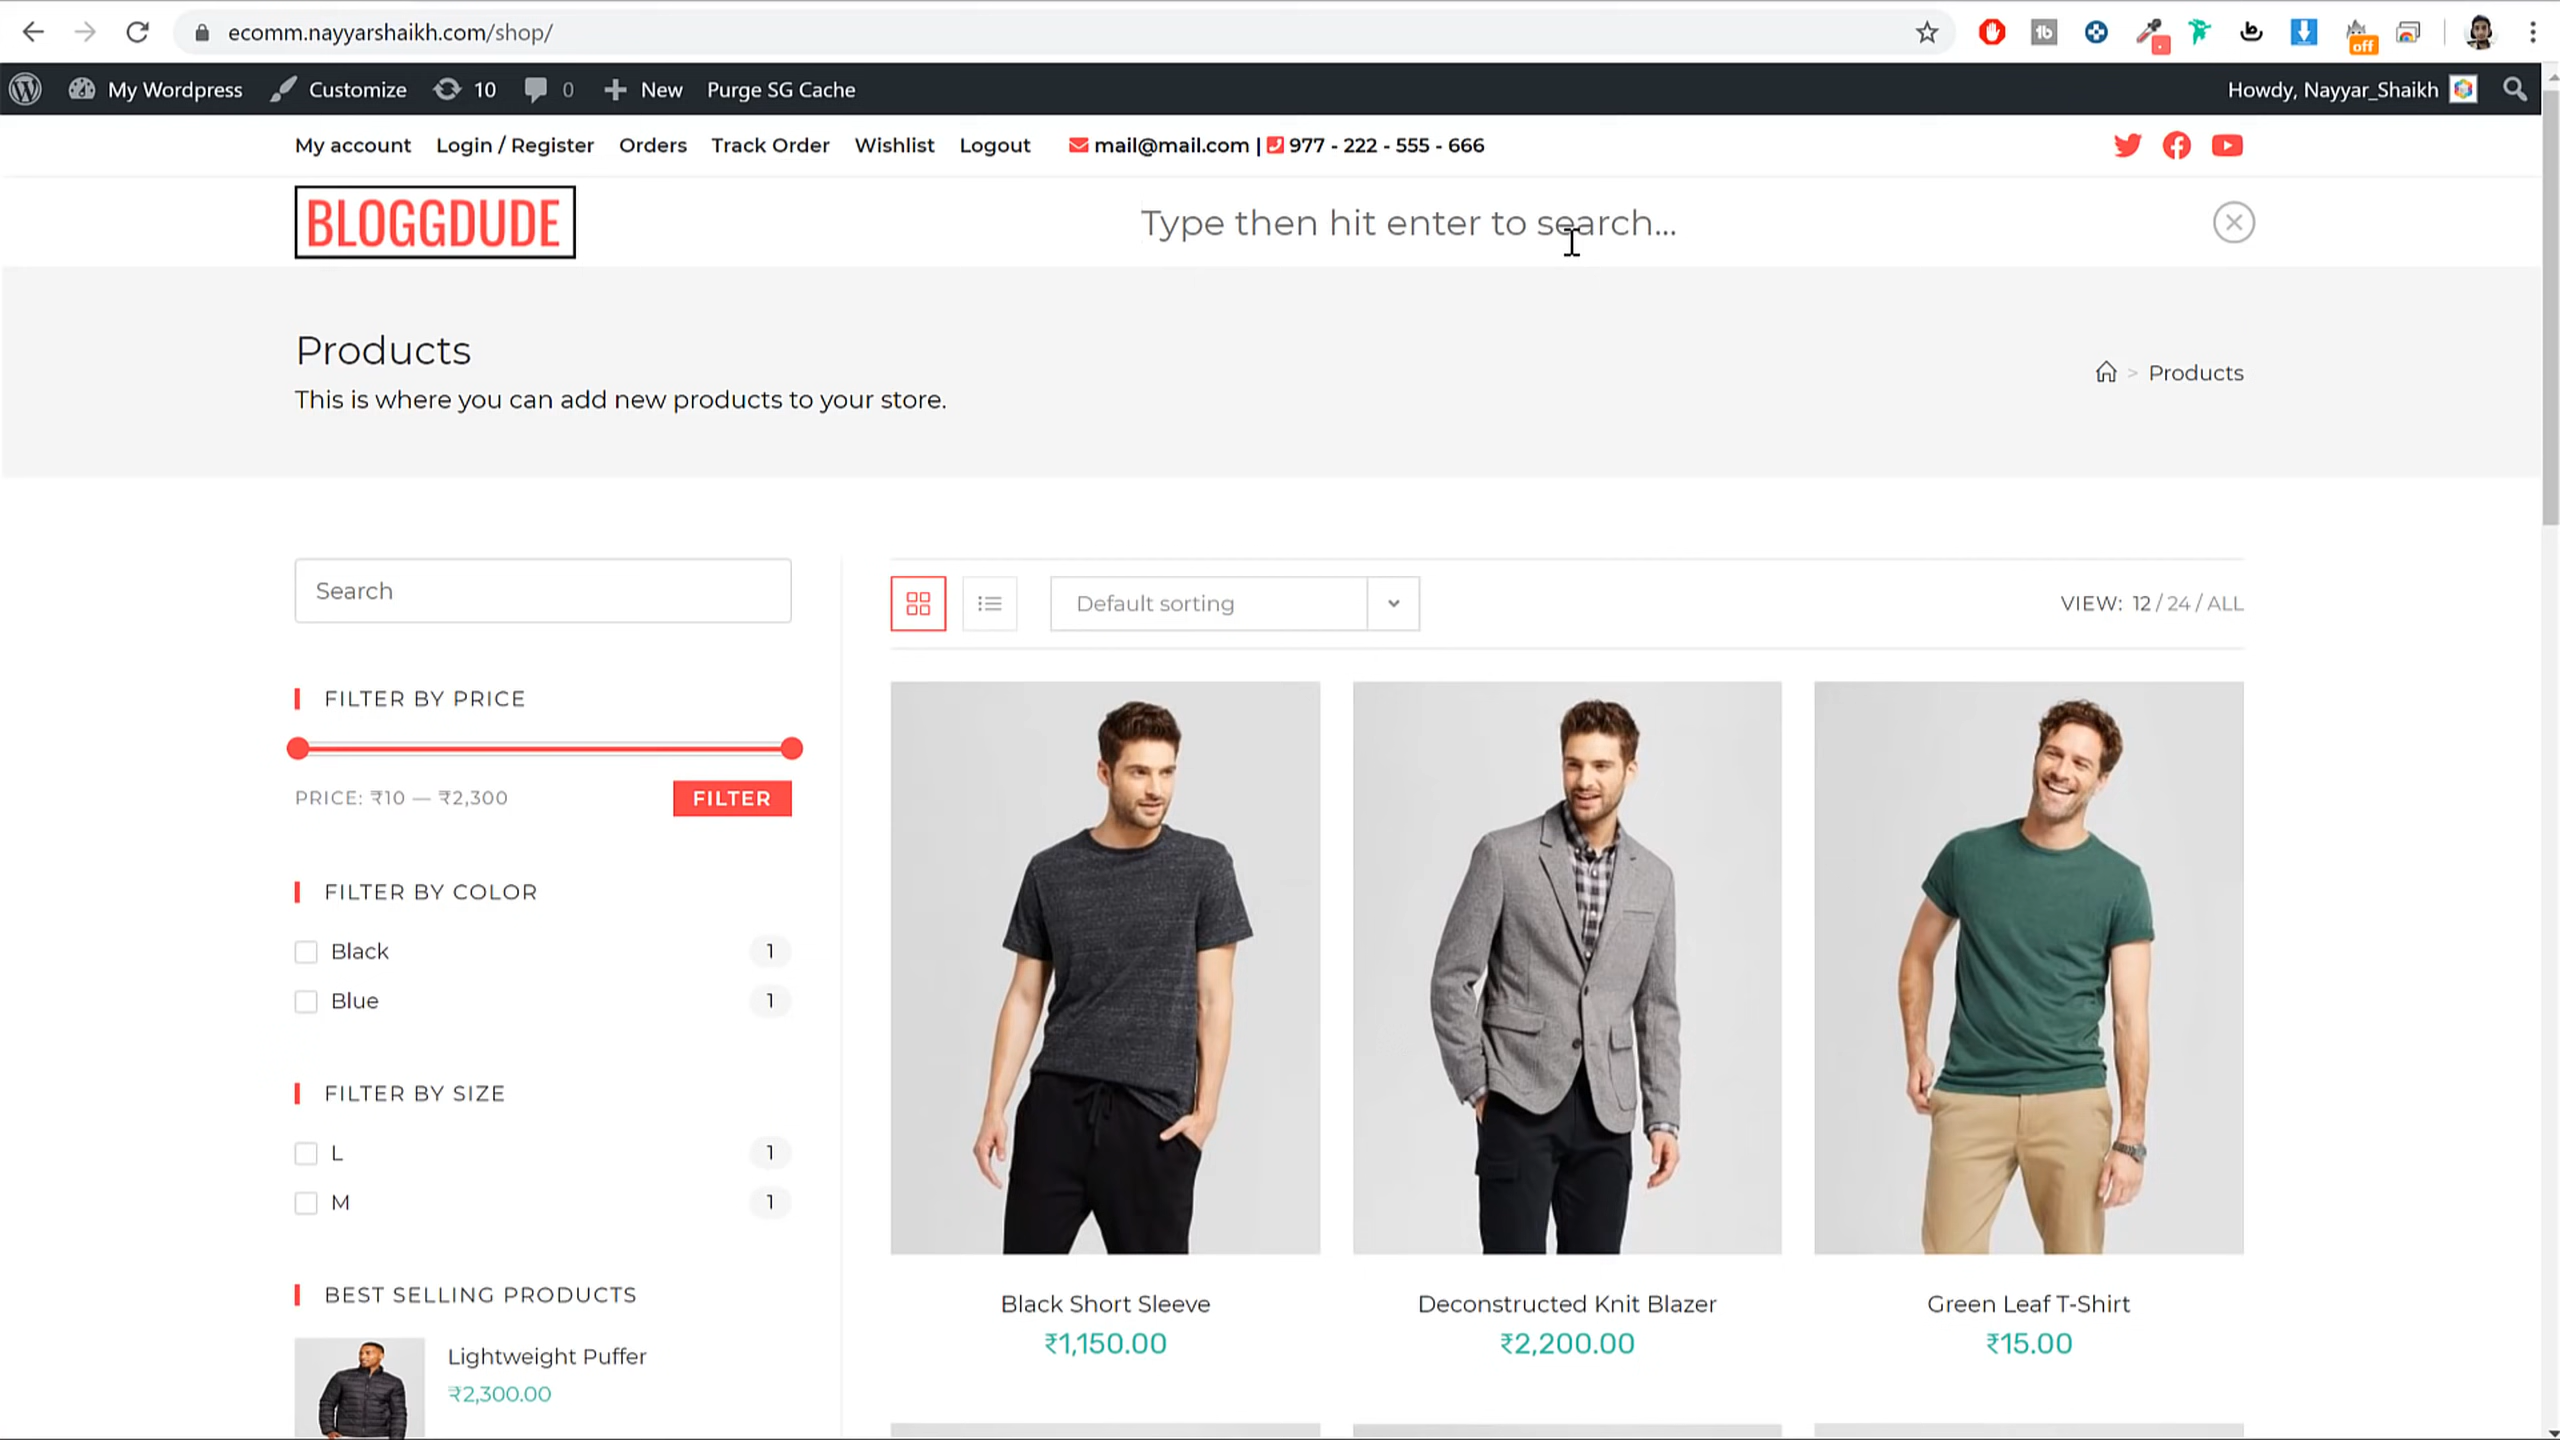 ecomm.nayyarshaikh.com/shop/
off
My Wordpress Customize 10 0 New Purge SG Cache Howdy, Nayyar_Shaikh
My account Login / Register Orders Track Order Wishlist Logout mail@mail.com | 977 - 222 - 555 - 666
BLOGGDUDE
Type then hit enter to search...
Products
This is where you can add new products to your store.
> Products
Search
Default sorting
VIEW: 12 / 24 / ALL
FILTER BY PRICE
PRICE: ₹10 — ₹2,300
FILTER
FILTER BY COLOR
Black 1
Blue 1
FILTER BY SIZE
L 1
M 1
BEST SELLING PRODUCTS
Lightweight Puffer
₹2,300.00
Black Short Sleeve
₹1,150.00
Deconstructed Knit Blazer
₹2,200.00
Green Leaf T-Shirt
₹15.00